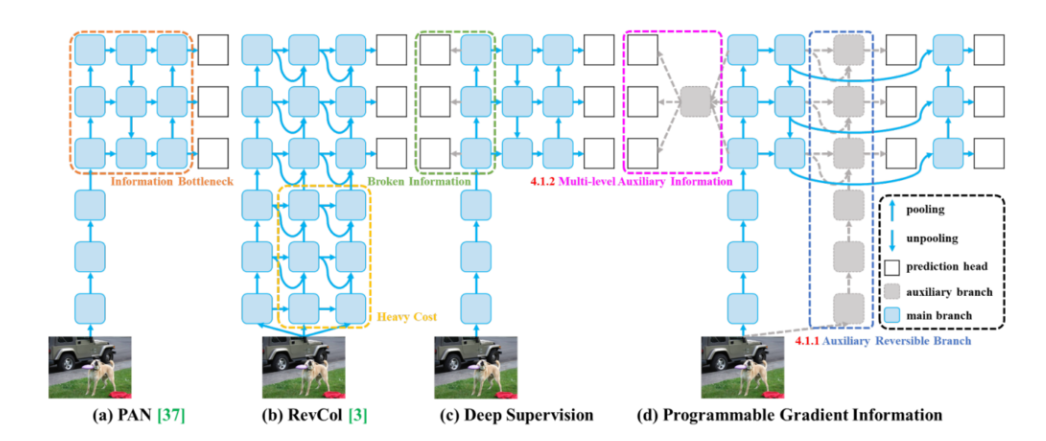 Information Bottleneck
Broken Information
4.1.2 Multi-level Auxiliary Information
Heavy Cost
pooling
unpooling
prediction head
auxiliary branch
main branch
4.1.1 Auxiliary Reversible Branch
(a) PAN [37]
(b) RevCol [3]
(c) Deep Supervision
(d) Programmable Gradient Information